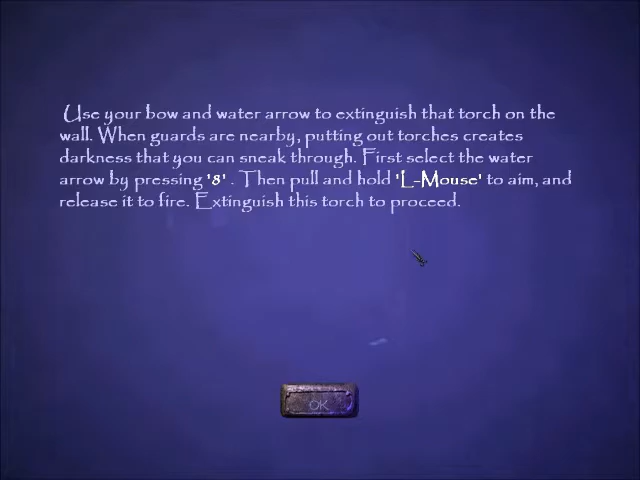 Use your bow and water arrow to extinguish that torch on the
wall. When guards are nearby, putting out torches creates
darkness that you can sneak through. First select the water
arrow by pressing '8' . Then pull and hold 'L-Mouse' to aim, and
release it to fire. Extinguish this torch to proceed.
OK